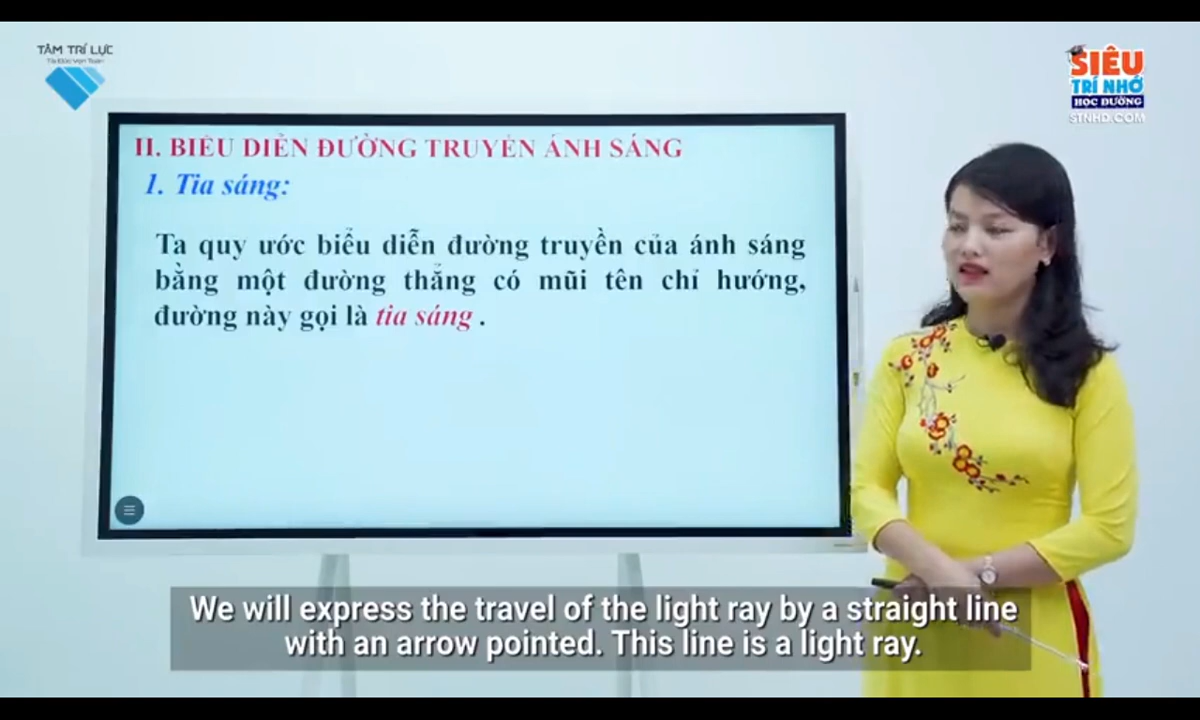 TÂM TRÍ LỰC
SIÊU
TRÍ NHỚ
HỌC ĐƯỜNG
STNHD.COM
II. BIỂU DIỄN ĐƯỜNG TRUYỀN ÁNH SÁNG
1. Tia sáng:
Ta quy ước biểu diễn đường truyền của ánh sáng
bằng một đường thẳng có mũi tên chỉ hướng,
đường này gọi là tia sáng .
We will express the travel of the light ray by a straight line
with an arrow pointed. This line is a light ray.